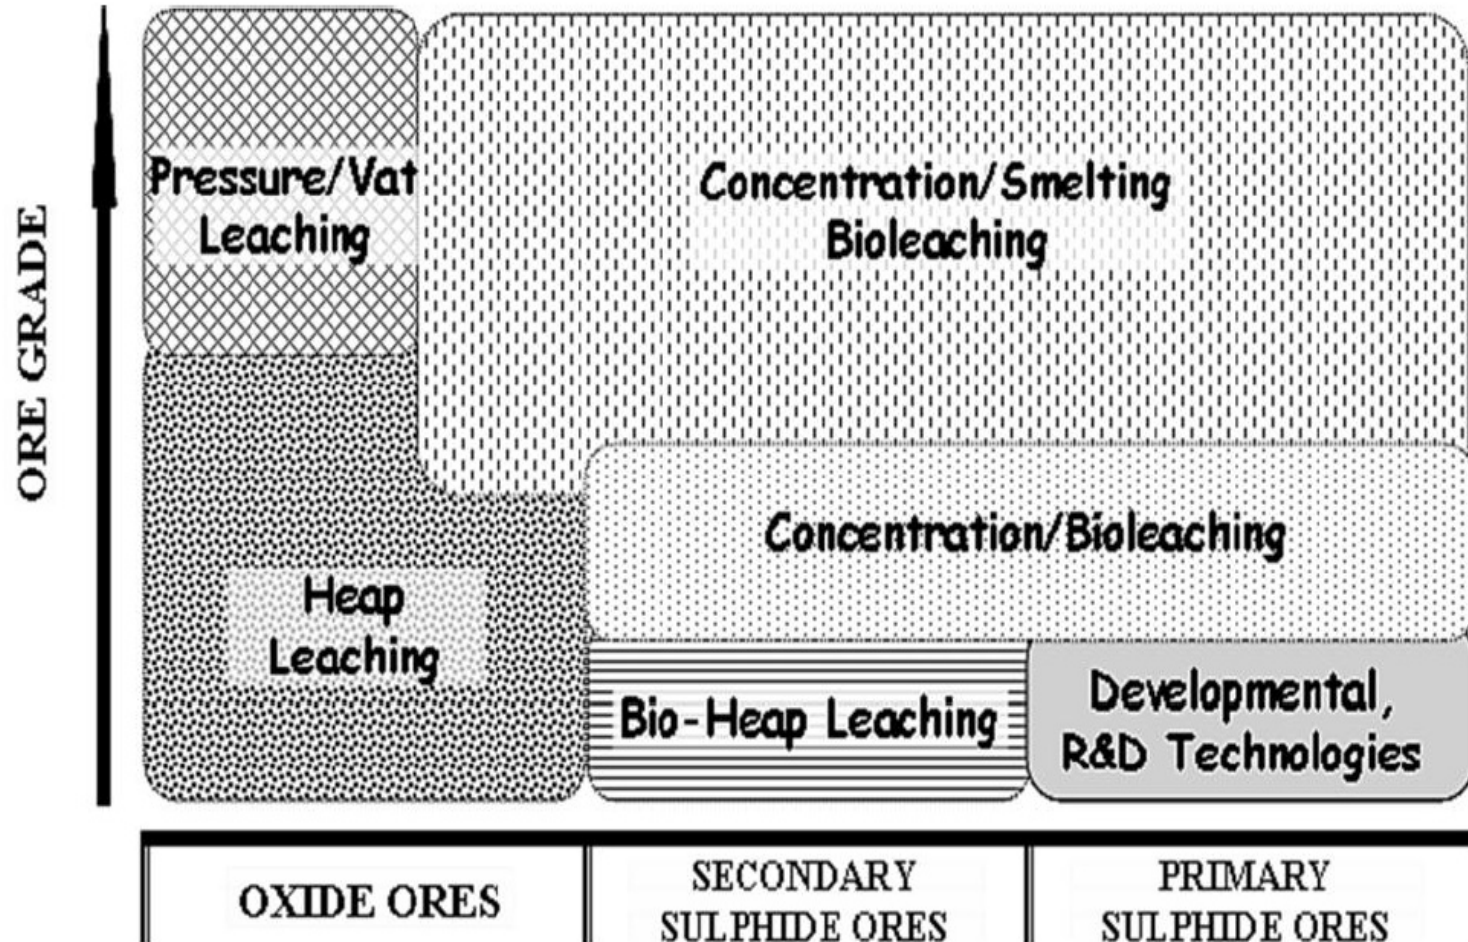 ORE GRADE
Pressure/Vat
Leaching
Concentration/Smelting
Bioleaching
Concentration/Bioleaching
Heap
Leaching
Bio-Heap Leaching
Developmental,
R&D Technologies
OXIDE ORES
SECONDARY
SULPHIDE ORES
PRIMARY
SULPHIDE ORES